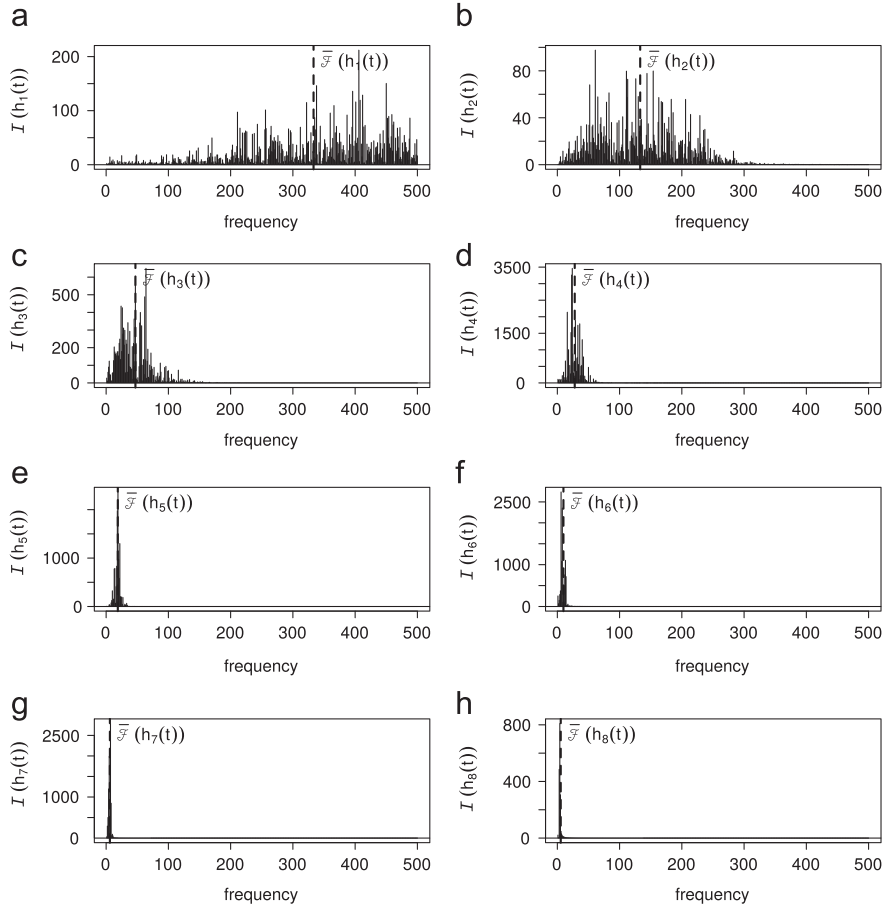 a
200
100
0
I (h₁(t))
ℱ̅ (h₁(t))
0 100 200 300 400 500
frequency
b
80
40
0
I (h₂(t))
ℱ̅ (h₂(t))
0 100 200 300 400 500
frequency
c
500
200
0
I (h₃(t))
ℱ̅ (h₃(t))
0 100 200 300 400 500
frequency
d
3500
1500
0
I (h₄(t))
ℱ̅ (h₄(t))
0 100 200 300 400 500
frequency
e
1000
0
I (h₅(t))
ℱ̅ (h₅(t))
0 100 200 300 400 500
frequency
f
2500
1000
0
I (h₆(t))
ℱ̅ (h₆(t))
0 100 200 300 400 500
frequency
g
2500
1000
0
I (h₇(t))
ℱ̅ (h₇(t))
0 100 200 300 400 500
frequency
h
800
400
0
I (h₈(t))
ℱ̅ (h₈(t))
0 100 200 300 400 500
frequency